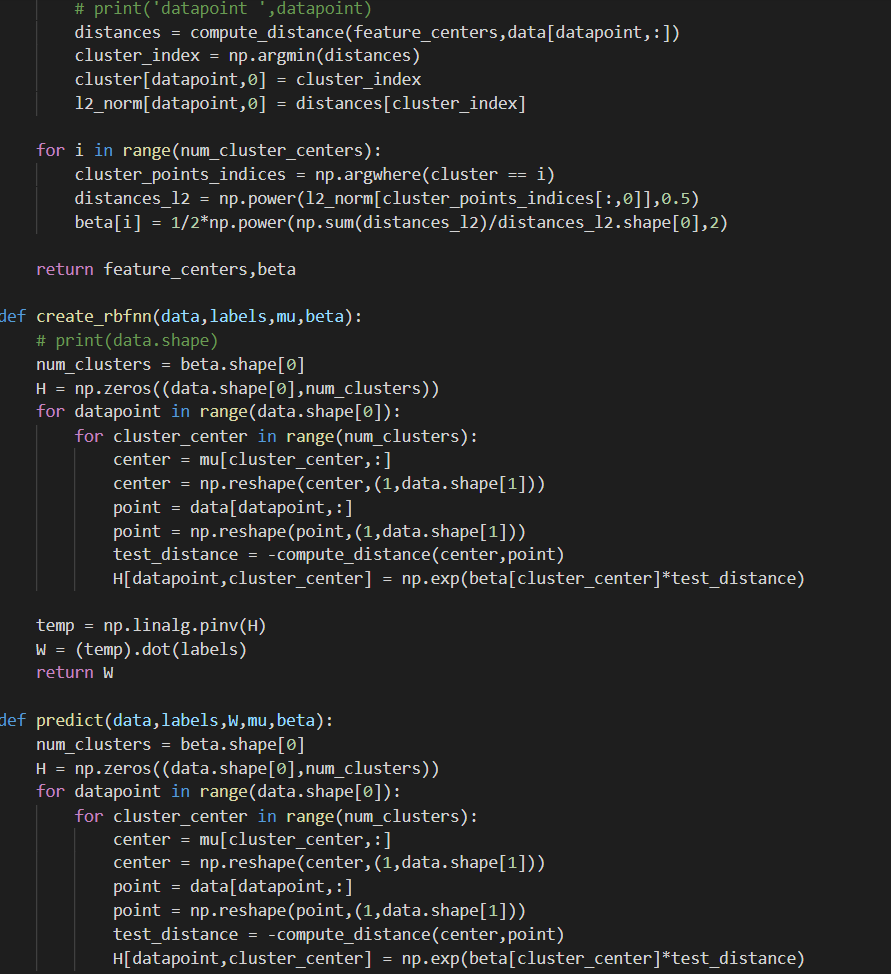 # print('datapoint ',datapoint)
distances = compute_distance(feature_centers,data[datapoint,:])
cluster_index = np.argmin(distances)
cluster[datapoint,0] = cluster_index
l2_norm[datapoint,0] = distances[cluster_index]
for i in range(num_cluster_centers):
cluster_points_indices = np.argwhere(cluster == i)
distances_l2 = np.power(l2_norm[cluster_points_indices[:,0]],0.5)
beta[i] = 1/2*np.power(np.sum(distances_l2)/distances_l2.shape[0],2)
return feature_centers,beta
def create_rbfnn(data,labels,mu,beta):
# print(data.shape)
num_clusters = beta.shape[0]
H = np.zeros((data.shape[0],num_clusters))
for datapoint in range(data.shape[0]):
for cluster_center in range(num_clusters):
center = mu[cluster_center,:]
center = np.reshape(center,(1,data.shape[1]))
point = data[datapoint,:]
point = np.reshape(point,(1,data.shape[1]))
test_distance = -compute_distance(center,point)
H[datapoint,cluster_center] = np.exp(beta[cluster_center]*test_distance)
temp = np.linalg.pinv(H)
W = (temp).dot(labels)
return W
def predict(data,labels,W,mu,beta):
num_clusters = beta.shape[0]
H = np.zeros((data.shape[0],num_clusters))
for datapoint in range(data.shape[0]):
for cluster_center in range(num_clusters):
center = mu[cluster_center,:]
center = np.reshape(center,(1,data.shape[1]))
point = data[datapoint,:]
point = np.reshape(point,(1,data.shape[1]))
test_distance = -compute_distance(center,point)
H[datapoint,cluster_center] = np.exp(beta[cluster_center]*test_distance)